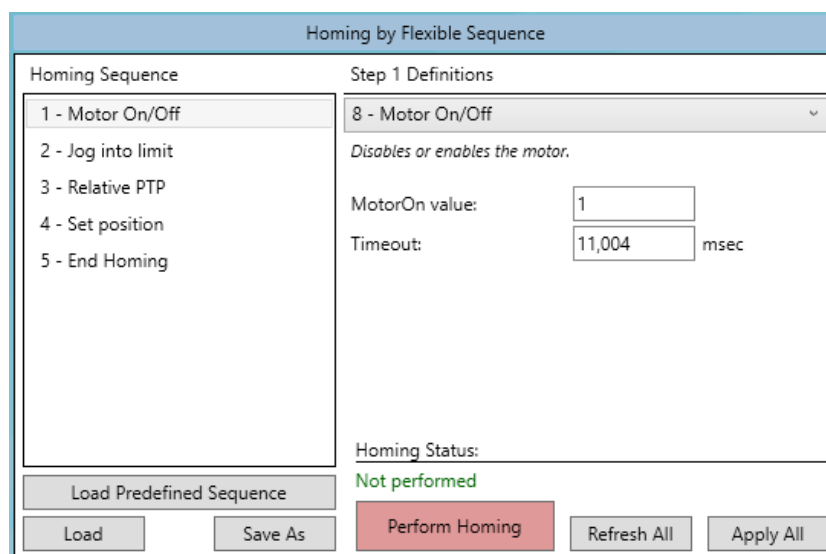 Homing by Flexible Sequence
Homing Sequence
1 - Motor On/Off
2 - Jog into limit
3 - Relative PTP
4 - Set position
5 - End Homing
Load Predefined Sequence
Load
Save As
Step 1 Definitions
8 - Motor On/Off
Disables or enables the motor.
MotorOn value: 1
Timeout: 11,004 msec
Homing Status:
Not performed
Perform Homing
Refresh All
Apply All